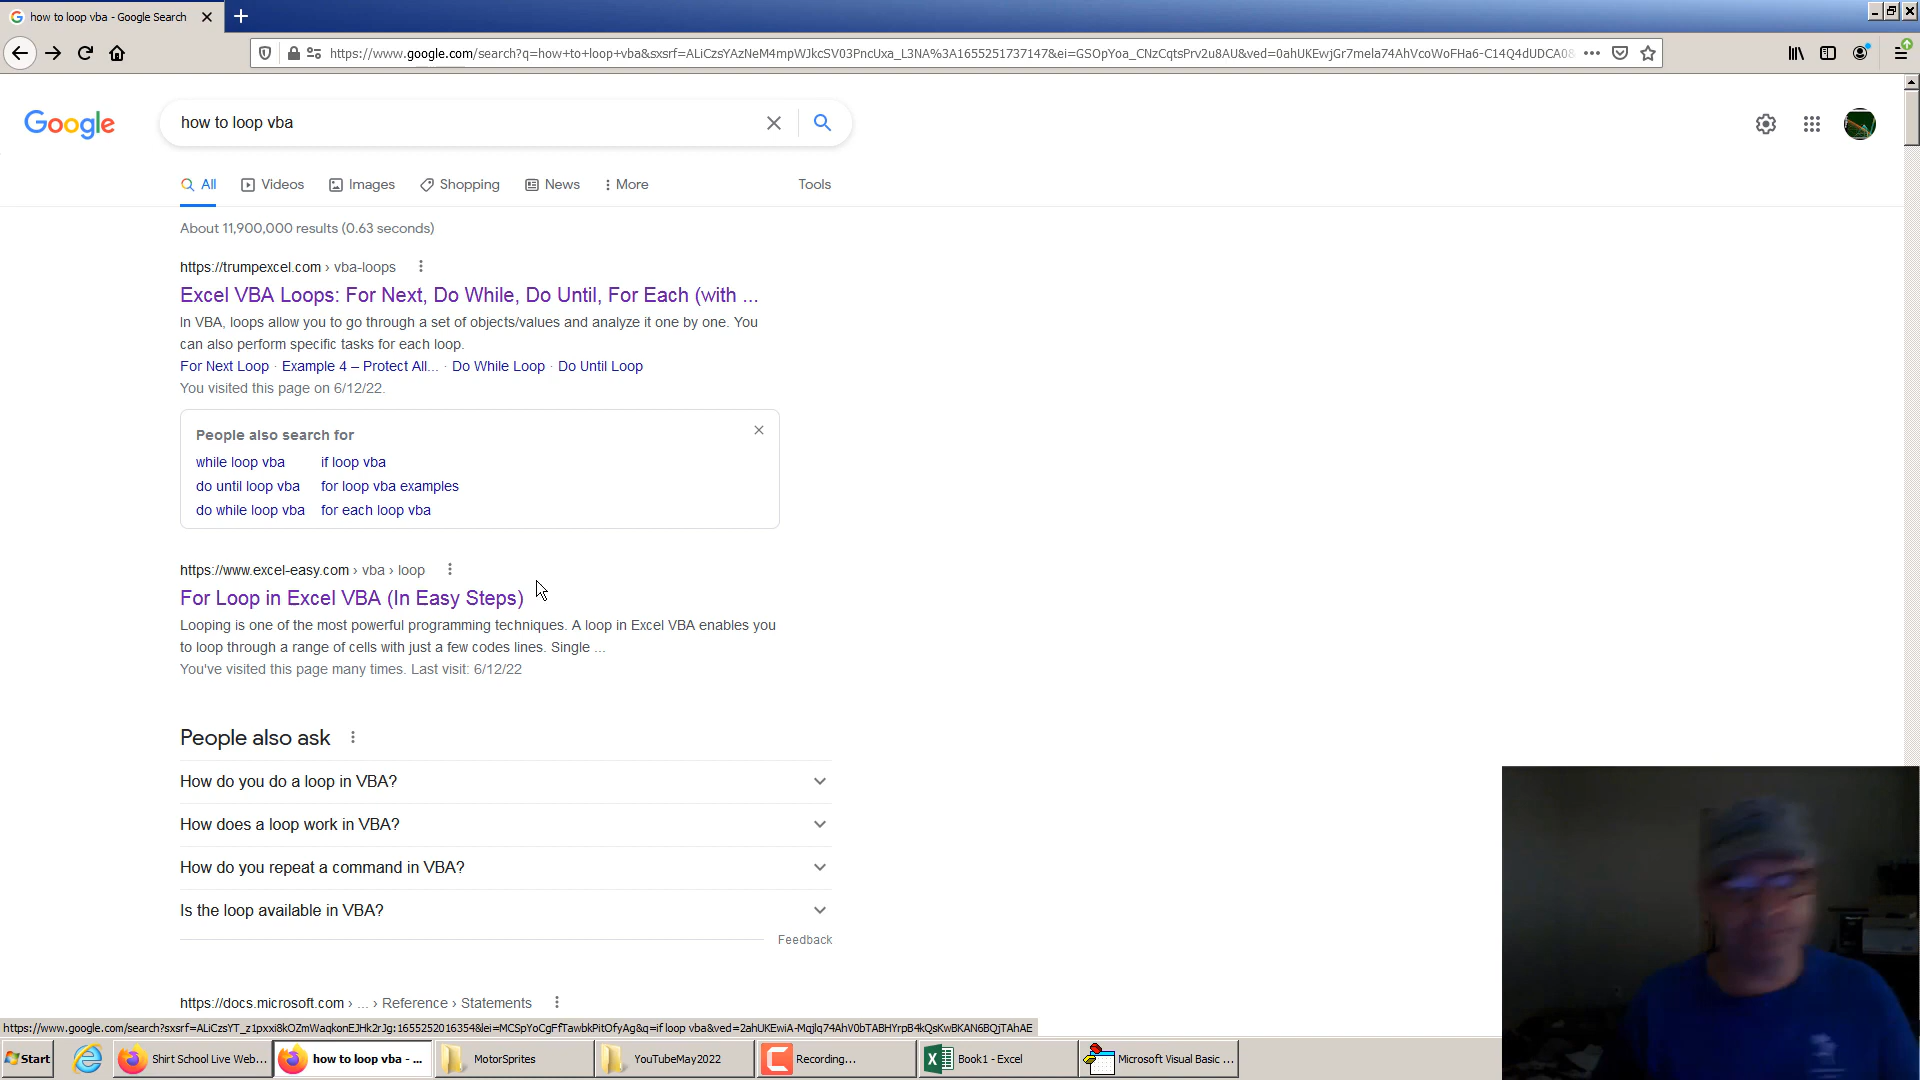 how to loop vba - Google Search
https://www.google.com/search?q=how+to+loop+vba&sxsrf=ALiCzsYAzNeM4mpWJkcSV03PncUxa_L3NA%3A1655251737147&ei=GSOpYoa_CNzCqtsPrv2u8AU&ved=0ahUKEwjGr7mela74AhVcoWoFHa6-C14Q4dUDCA08
Google
how to loop vba
All Videos Images Shopping News More Tools
About 11,900,000 results (0.63 seconds)
https://trumpexcel.com › vba-loops
Excel VBA Loops: For Next, Do While, Do Until, For Each (with ...
In VBA, loops allow you to go through a set of objects/values and analyze it one by one. You
can also perform specific tasks for each loop.
For Next Loop · Example 4 – Protect All... · Do While Loop · Do Until Loop
You visited this page on 6/12/22.
People also search for
while loop vba if loop vba
do until loop vba for loop vba examples
do while loop vba for each loop vba
https://www.excel-easy.com › vba › loop
For Loop in Excel VBA (In Easy Steps)
Looping is one of the most powerful programming techniques. A loop in Excel VBA enables you
to loop through a range of cells with just a few codes lines. Single ...
You've visited this page many times. Last visit: 6/12/22
People also ask
How do you do a loop in VBA?
How does a loop work in VBA?
How do you repeat a command in VBA?
Is the loop available in VBA?
Feedback
https://docs.microsoft.com › ... › Reference › Statements
https://www.google.com/search?sxsrf=ALiCzsYT_z1pxxi8kOZmWaqkonEJHk2rJg:1655252016354&lei=MCSpYoCgFfTawbkPitOfyAg&q=if loop vba&ved=2ahUKEwiA-Mqjlq74AhV0bTABHYrpB4kQsKwBKAN6BQjTAhAE
Start Shirt School Live Web... how to loop vba - ... MotorSprites YouTubeMay2022 Recording... Book1 - Excel Microsoft Visual Basic ...